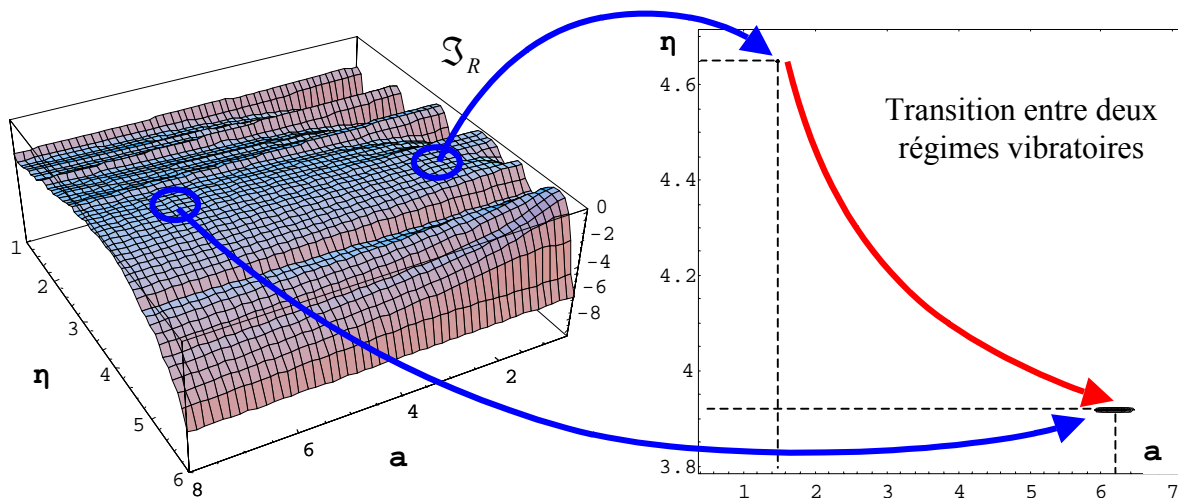 ℑ_R
0
-2
-4
-6
-8
1
2
3
4
5
6
η
8
6
4
2
a
η
4.6
4.4
4.2
4
3.8
Transition entre deux
régimes vibratoires
a
1 2 3 4 5 6 7